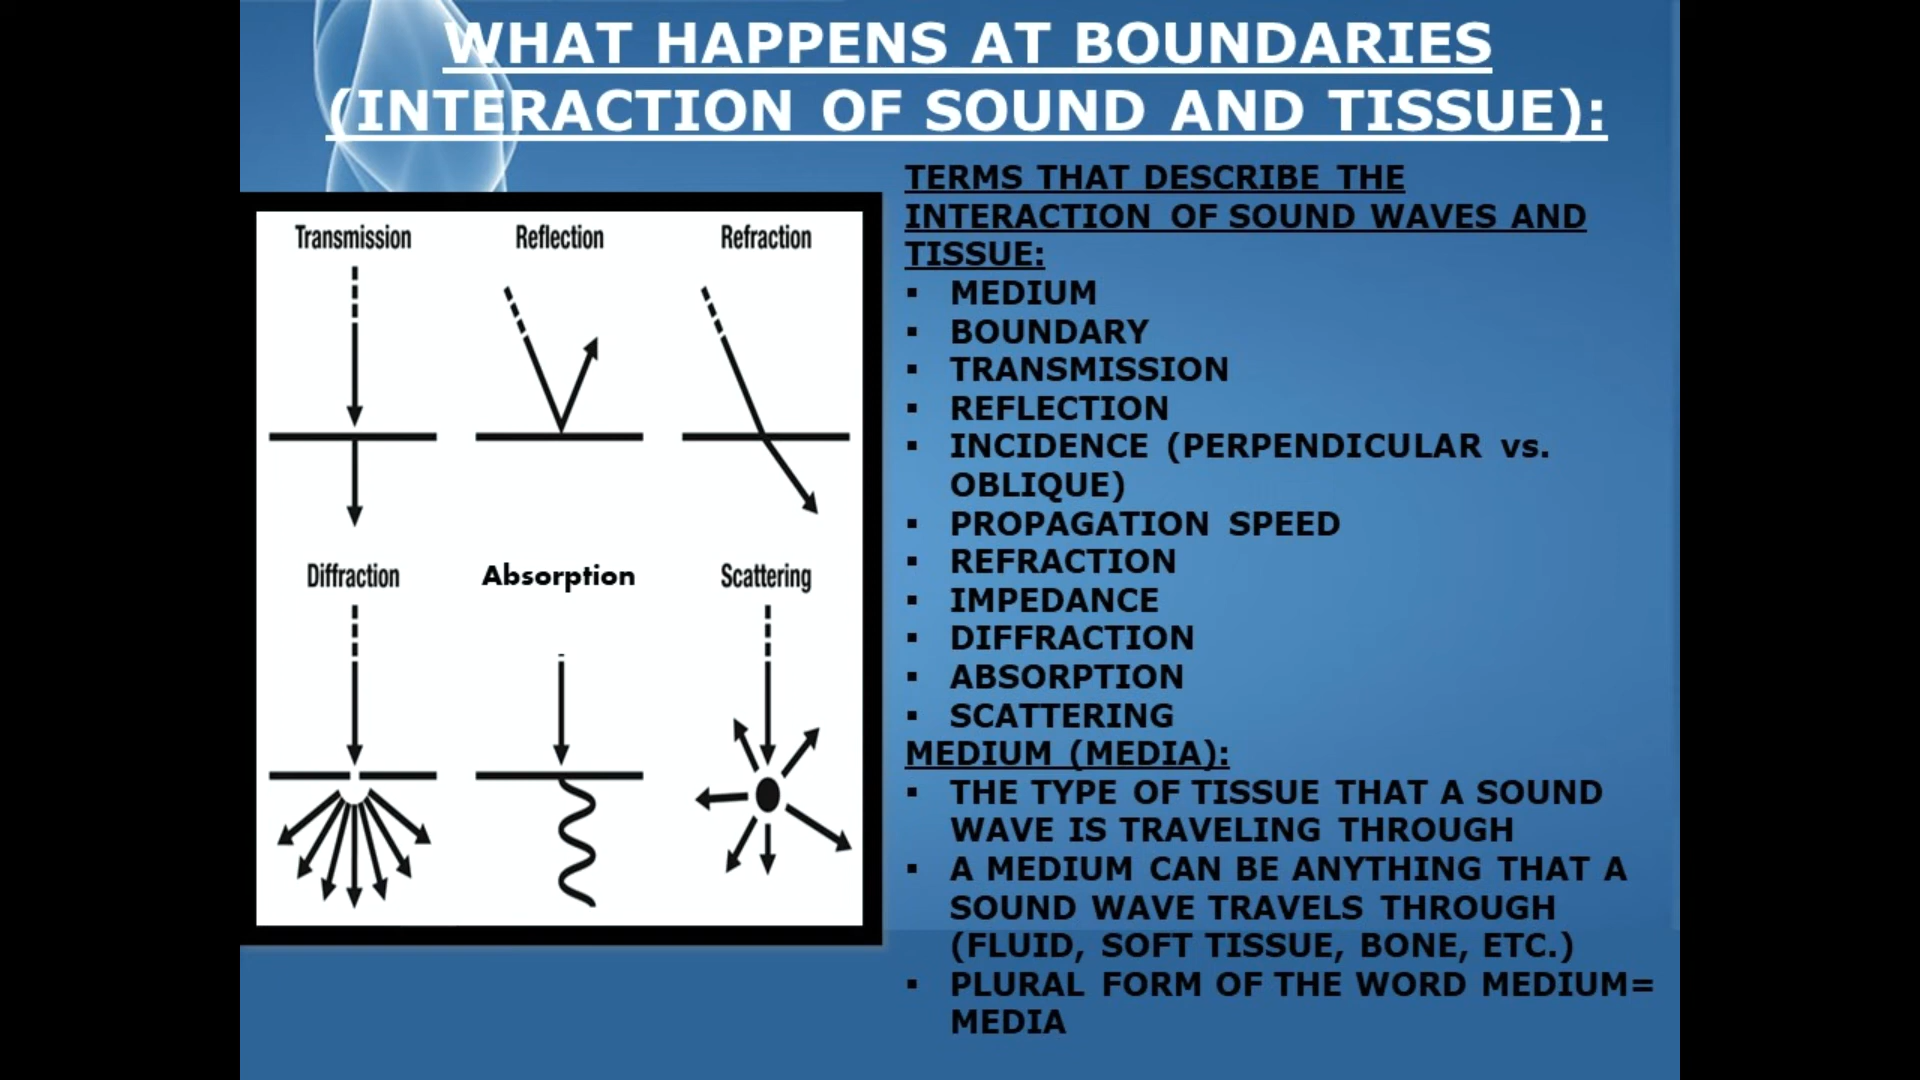 WHAT HAPPENS AT BOUNDARIES
(INTERACTION OF SOUND AND TISSUE):
Transmission
Reflection
Refraction
Diffraction
Absorption
Scattering
TERMS THAT DESCRIBE THE
INTERACTION OF SOUND WAVES AND
TISSUE:
▪ MEDIUM
▪ BOUNDARY
▪ TRANSMISSION
▪ REFLECTION
▪ INCIDENCE (PERPENDICULAR vs.
OBLIQUE)
▪ PROPAGATION SPEED
▪ REFRACTION
▪ IMPEDANCE
▪ DIFFRACTION
▪ ABSORPTION
▪ SCATTERING
MEDIUM (MEDIA):
▪ THE TYPE OF TISSUE THAT A SOUND
WAVE IS TRAVELING THROUGH
▪ A MEDIUM CAN BE ANYTHING THAT A
SOUND WAVE TRAVELS THROUGH
(FLUID, SOFT TISSUE, BONE, ETC.)
▪ PLURAL FORM OF THE WORD MEDIUM=
MEDIA